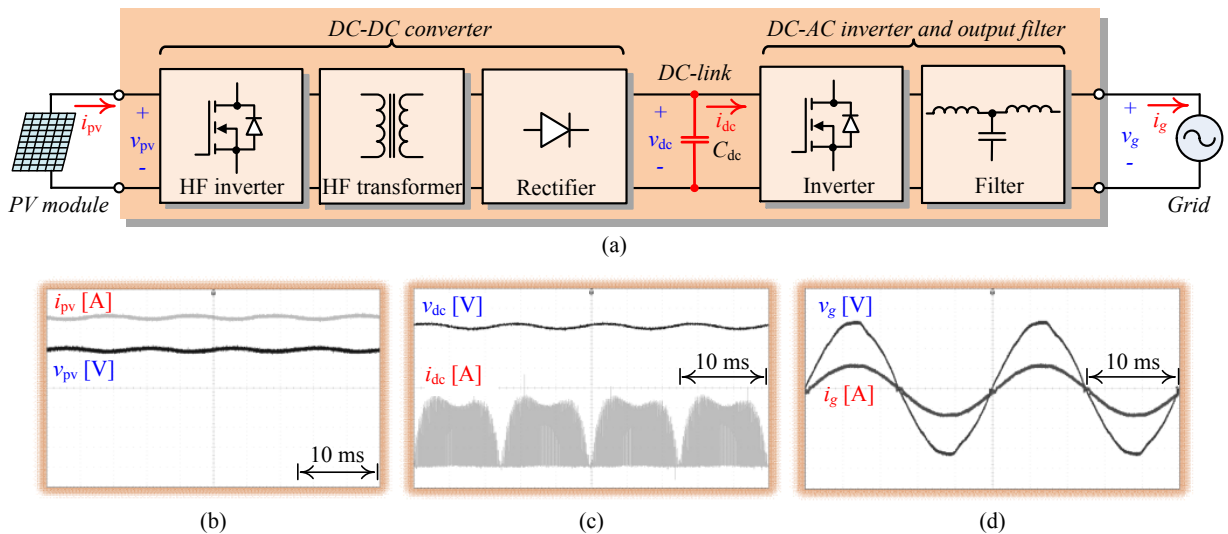 DC-DC converter
DC-AC inverter and output filter
DC-link
i_pv
+
v_pv
-
HF inverter
HF transformer
Rectifier
+
v_dc
-
i_dc
C_dc
Inverter
Filter
+
v_g
-
i_g
PV module
Grid
(a)
i_pv [A]
v_pv [V]
10 ms
(b)
v_dc [V]
i_dc [A]
10 ms
(c)
v_g [V]
i_g [A]
10 ms
(d)